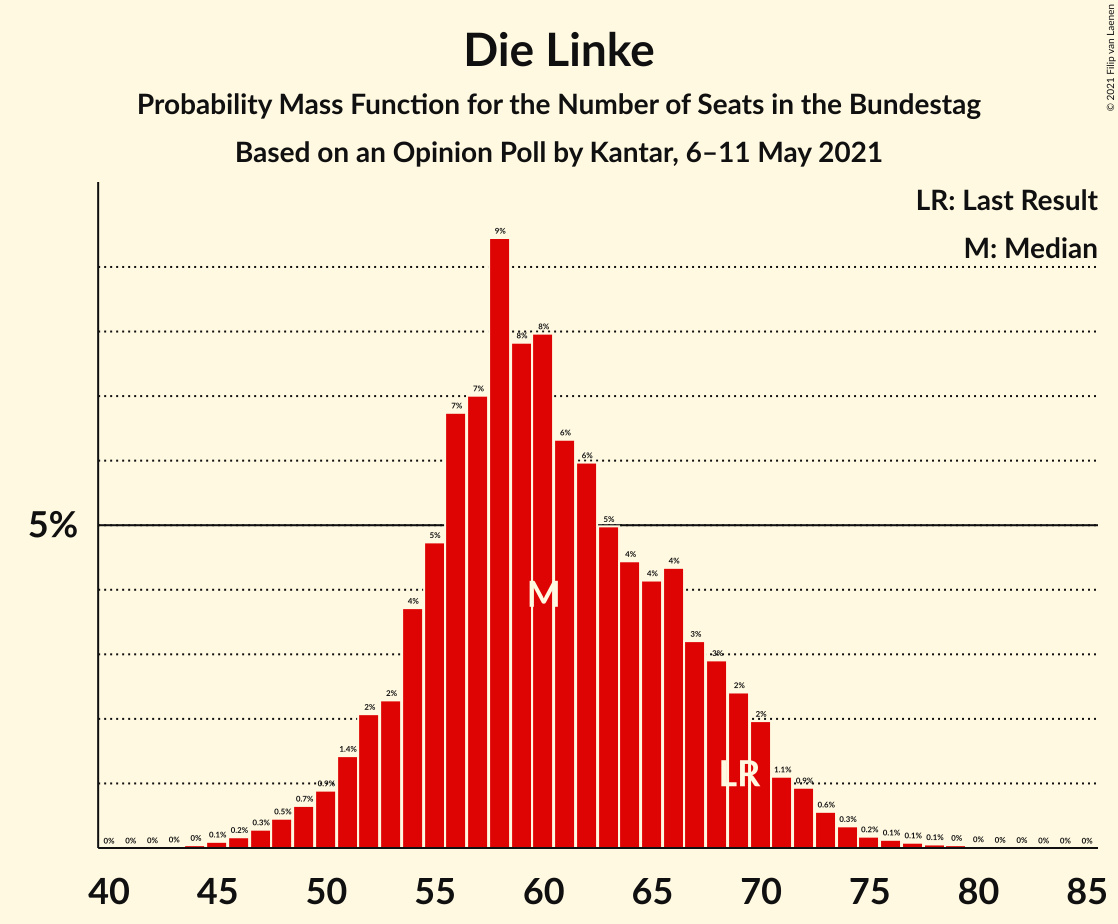 Die Linke
Probability Mass Function for the Number of Seats in the Bundestag
Based on an Opinion Poll by Kantar, 6–11 May 2021
© 2021 Filip van Laenen
LR: Last Result
M: Median
5%
0% 0% 0% 0% 0% 0.1% 0.2% 0.3% 0.5% 0.7% 0.9% 1.4% 2% 2% 4% 5% 7% 7% 9% 8% 8% 6% 6% 5% 4% 4% 4% 3% 3% 2% 2% 1.1% 0.9% 0.6% 0.3% 0.2% 0.1% 0.1% 0.1% 0% 0% 0% 0% 0% 0% 0%
M
LR
40 45 50 55 60 65 70 75 80 85